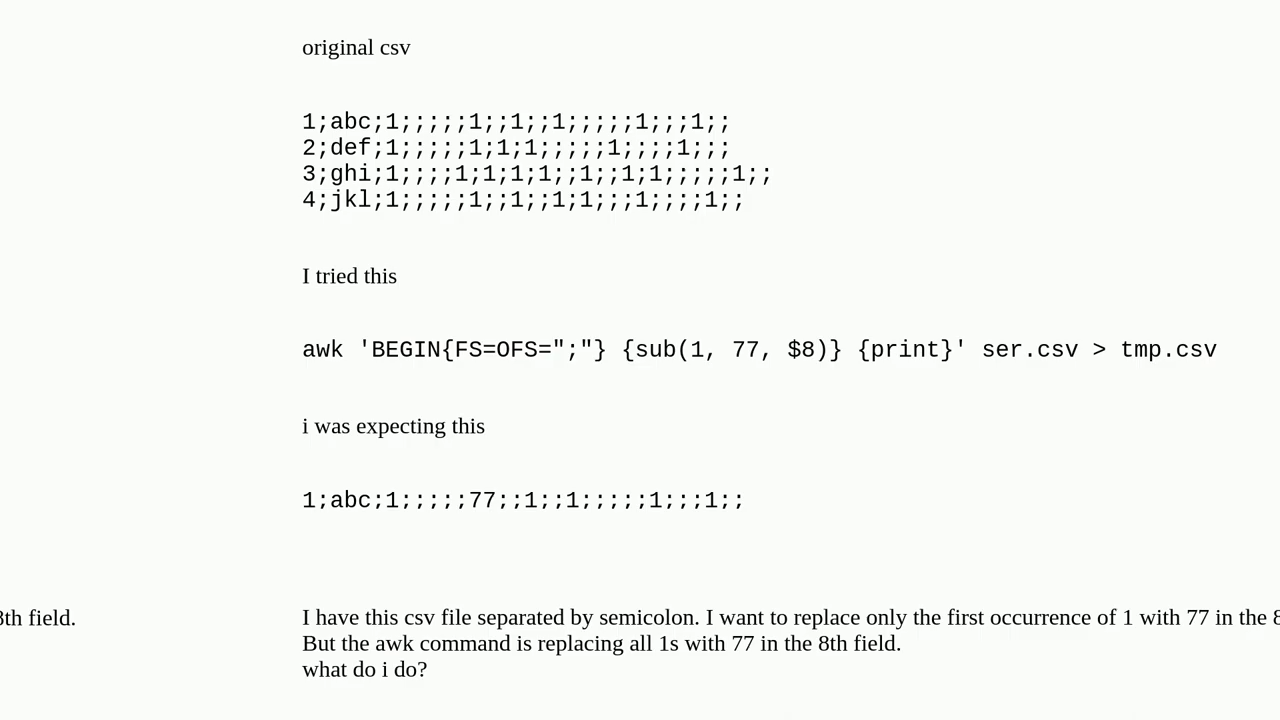 original csv
1;abc;1;;;;;1;;1;;1;;;;;1;;;1;;
2;def;1;;;;;1;1;1;;;;;1;;;;1;;;
3;ghi;1;;;;1;1;1;1;;1;;1;1;;;;;1;;
4;jkl;1;;;;;1;;1;;1;1;;;1;;;;1;;
I tried this
awk 'BEGIN{FS=OFS=";"} {sub(1, 77, $8)} {print}' ser.csv > tmp.csv
i was expecting this
1;abc;1;;;;;77;;1;;1;;;;;1;;;1;;
8th field.
I have this csv file separated by semicolon. I want to replace only the first occurrence of 1 with 77 in the 8
But the awk command is replacing all 1s with 77 in the 8th field.
what do i do?